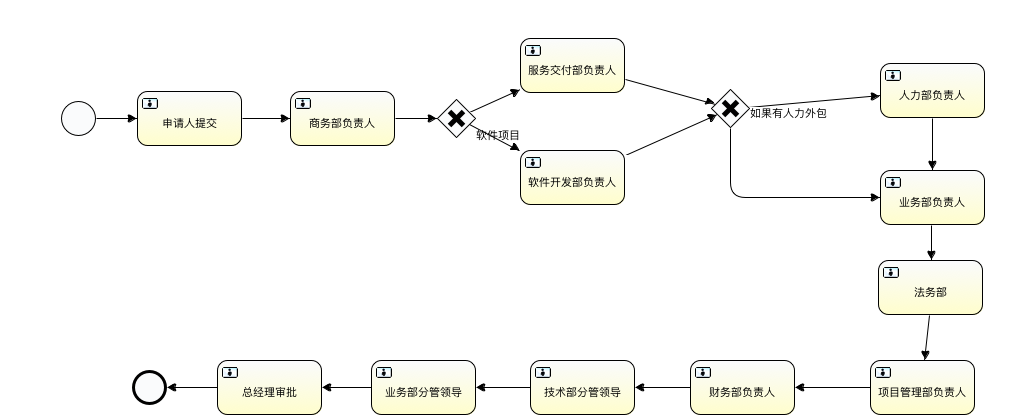 申请人提交
商务部负责人
软件项目
服务交付部负责人
软件开发部负责人
如果有人力外包
人力部负责人
业务部负责人
法务部
项目管理部负责人
财务部负责人
技术部分管领导
业务部分管领导
总经理审批